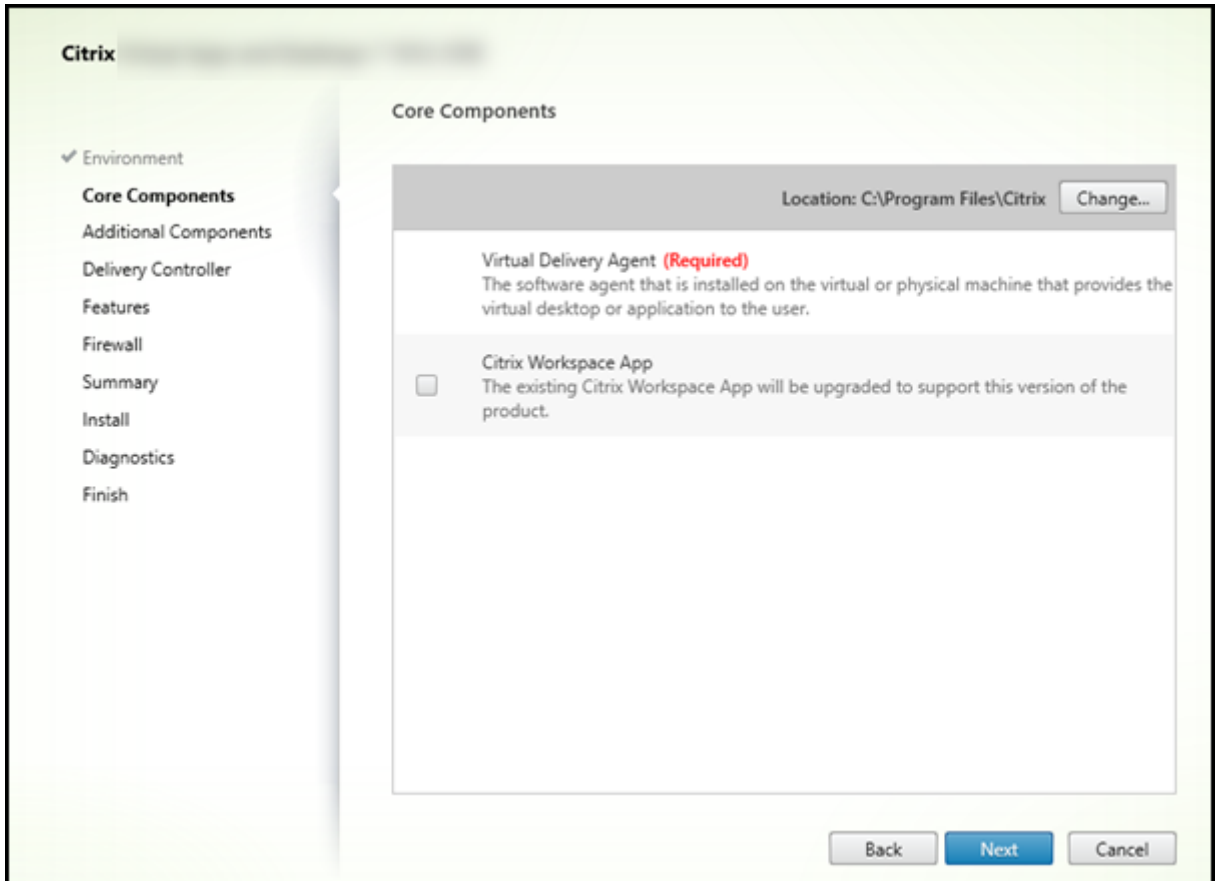 Citrix
Core Components
✔ Environment
Core Components
Additional Components
Delivery Controller
Features
Firewall
Summary
Install
Diagnostics
Finish
Location: C:\Program Files\Citrix Change...
Virtual Delivery Agent (Required)
The software agent that is installed on the virtual or physical machine that provides the
virtual desktop or application to the user.
Citrix Workspace App
The existing Citrix Workspace App will be upgraded to support this version of the
product.
Back Next Cancel